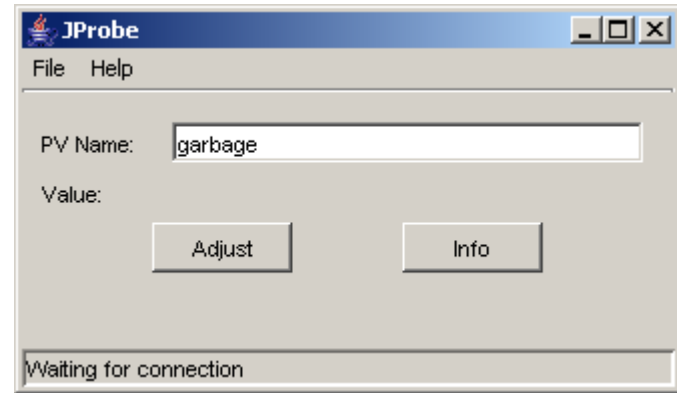 JProbe
File Help
PV Name: garbage
Value:
Adjust Info
Waiting for connection